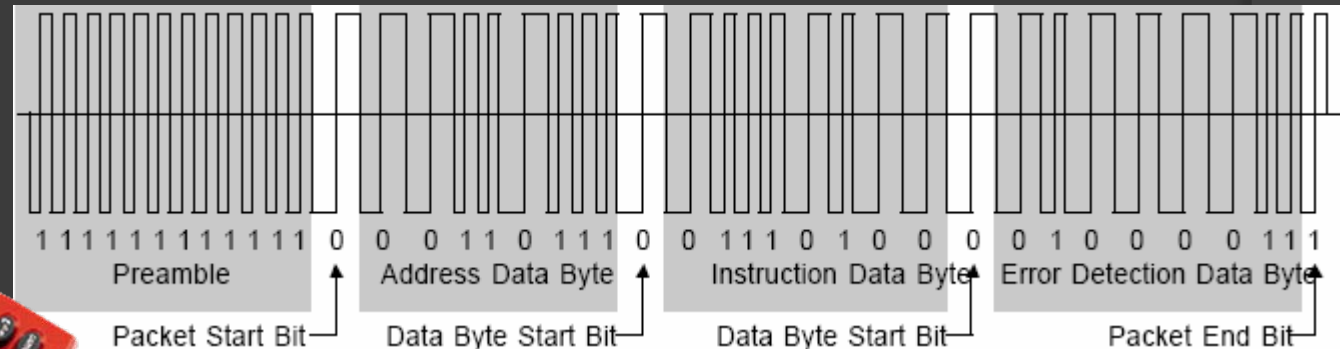 1 1 1 1 1 1 1 1 1 1 1 1 0 0 0 1 1 0 1 1 1 0 0 1 1 1 0 1 0 0 0 0 1 0 0 0 0 1 1 1
Preamble Address Data Byte Instruction Data Byte Error Detection Data Byte
Packet Start Bit Data Byte Start Bit Data Byte Start Bit Packet End Bit